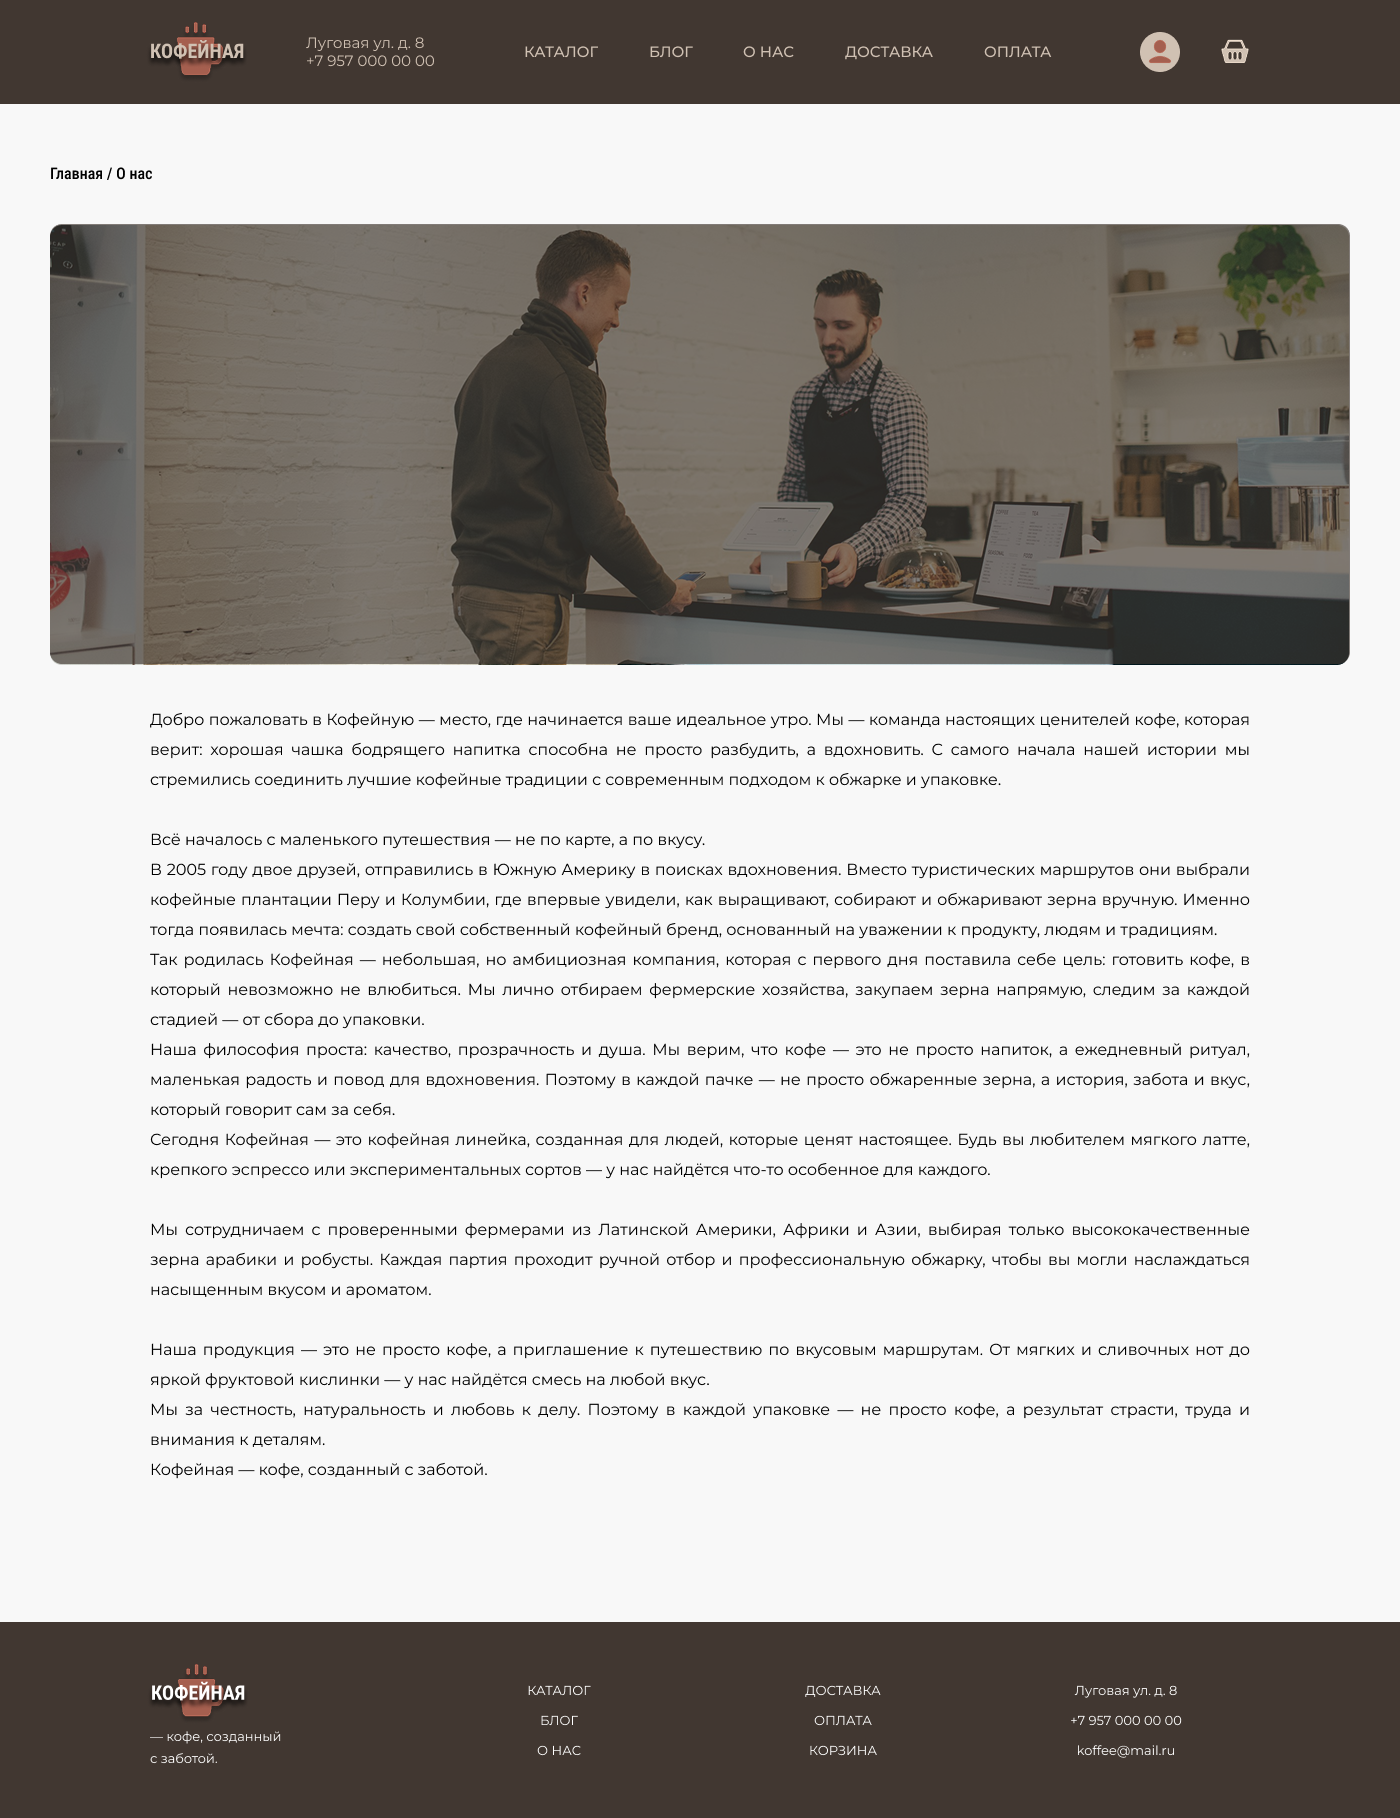 КОФЕЙНАЯ
Луговая ул. д. 8
+7 957 000 00 00
КАТАЛОГ БЛОГ О НАС ДОСТАВКА ОПЛАТА
Главная / О нас
Добро пожаловать в Кофейную — место, где начинается ваше идеальное утро. Мы — команда настоящих ценителей кофе, которая
верит: хорошая чашка бодрящего напитка способна не просто разбудить, а вдохновить. С самого начала нашей истории мы
стремились соединить лучшие кофейные традиции с современным подходом к обжарке и упаковке.
Всё началось с маленького путешествия — не по карте, а по вкусу.
В 2005 году двое друзей, отправились в Южную Америку в поисках вдохновения. Вместо туристических маршрутов они выбрали
кофейные плантации Перу и Колумбии, где впервые увидели, как выращивают, собирают и обжаривают зерна вручную. Именно
тогда появилась мечта: создать свой собственный кофейный бренд, основанный на уважении к продукту, людям и традициям.
Так родилась Кофейная — небольшая, но амбициозная компания, которая с первого дня поставила себе цель: готовить кофе, в
который невозможно не влюбиться. Мы лично отбираем фермерские хозяйства, закупаем зерна напрямую, следим за каждой
стадией — от сбора до упаковки.
Наша философия проста: качество, прозрачность и душа. Мы верим, что кофе — это не просто напиток, а ежедневный ритуал,
маленькая радость и повод для вдохновения. Поэтому в каждой пачке — не просто обжаренные зерна, а история, забота и вкус,
который говорит сам за себя.
Сегодня Кофейная — это кофейная линейка, созданная для людей, которые ценят настоящее. Будь вы любителем мягкого латте,
крепкого эспрессо или экспериментальных сортов — у нас найдётся что-то особенное для каждого.
Мы сотрудничаем с проверенными фермерами из Латинской Америки, Африки и Азии, выбирая только высококачественные
зерна арабики и робусты. Каждая партия проходит ручной отбор и профессиональную обжарку, чтобы вы могли наслаждаться
насыщенным вкусом и ароматом.
Наша продукция — это не просто кофе, а приглашение к путешествию по вкусовым маршрутам. От мягких и сливочных нот до
яркой фруктовой кислинки — у нас найдётся смесь на любой вкус.
Мы за честность, натуральность и любовь к делу. Поэтому в каждой упаковке — не просто кофе, а результат страсти, труда и
внимания к деталям.
Кофейная — кофе, созданный с заботой.
КОФЕЙНАЯ
— кофе, созданный
с заботой.
КАТАЛОГ
БЛОГ
О НАС
ДОСТАВКА
ОПЛАТА
КОРЗИНА
Луговая ул. д. 8
+7 957 000 00 00
koffee@mail.ru